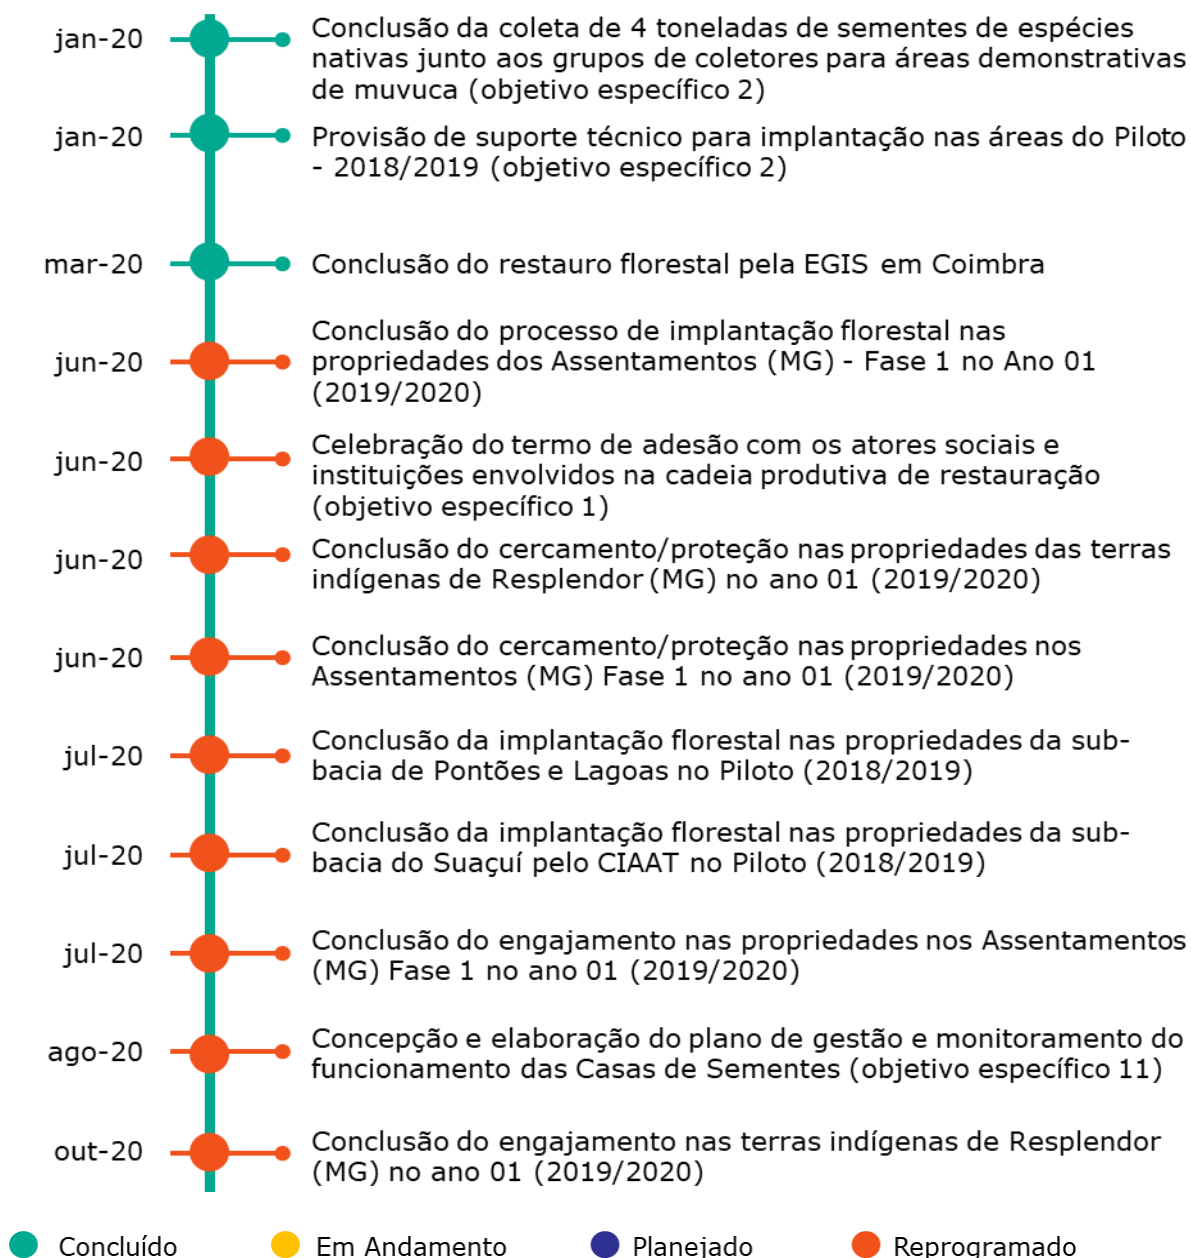 jan-20
Conclusão da coleta de 4 toneladas de sementes de espécies
nativas junto aos grupos de coletores para áreas demonstrativas
de muvuca (objetivo específico 2)
jan-20
Provisão de suporte técnico para implantação nas áreas do Piloto
- 2018/2019 (objetivo específico 2)
mar-20
Conclusão do restauro florestal pela EGIS em Coimbra
jun-20
Conclusão do processo de implantação florestal nas
propriedades dos Assentamentos (MG) - Fase 1 no Ano 01
(2019/2020)
jun-20
Celebração do termo de adesão com os atores sociais e
instituições envolvidos na cadeia produtiva de restauração
(objetivo específico 1)
jun-20
Conclusão do cercamento/proteção nas propriedades das terras
indígenas de Resplendor (MG) no ano 01 (2019/2020)
jun-20
Conclusão do cercamento/proteção nas propriedades nos
Assentamentos (MG) Fase 1 no ano 01 (2019/2020)
jul-20
Conclusão da implantação florestal nas propriedades da sub-
bacia de Pontões e Lagoas no Piloto (2018/2019)
jul-20
Conclusão da implantação florestal nas propriedades da sub-
bacia do Suaçuí pelo CIAAT no Piloto (2018/2019)
jul-20
Conclusão do engajamento nas propriedades nos Assentamentos
(MG) Fase 1 no ano 01 (2019/2020)
ago-20
Concepção e elaboração do plano de gestão e monitoramento do
funcionamento das Casas de Sementes (objetivo específico 11)
out-20
Conclusão do engajamento nas terras indígenas de Resplendor
(MG) no ano 01 (2019/2020)
Concluído Em Andamento Planejado Reprogramado